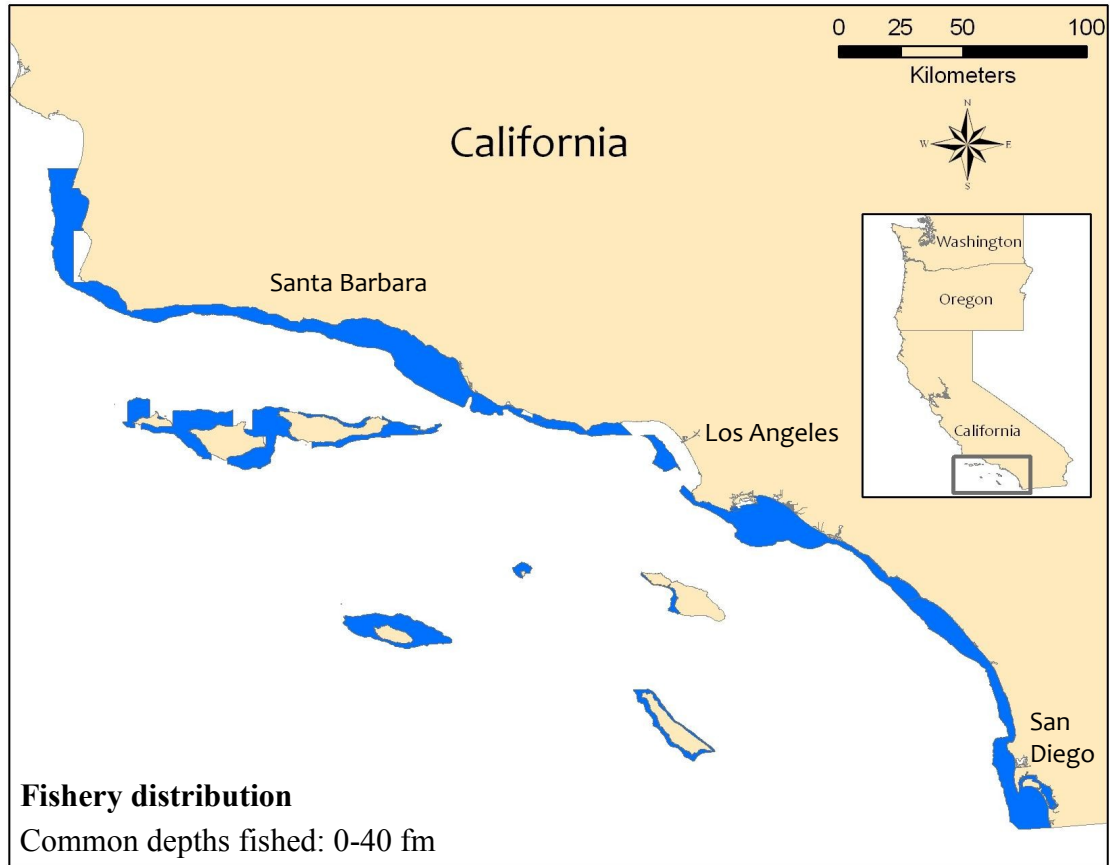 0 25 50 100
Kilometers
N
W E
S
California
Washington
Oregon
California
Santa Barbara
Los Angeles
San
Diego
Fishery distribution
Common depths fished: 0-40 fm